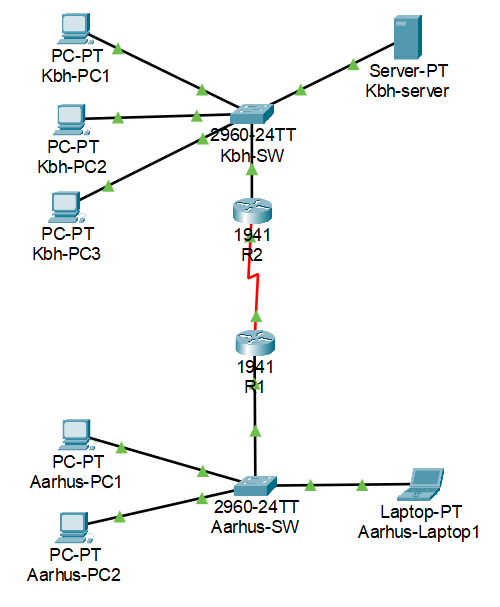 PC-PT
Kbh-PC1
Server-PT
Kbh-server
PC-PT
Kbh-PC2
2960-24TT
Kbh-SW
PC-PT
Kbh-PC3
1941
R2
1941
R1
PC-PT
Aarhus-PC1
2960-24TT
Aarhus-SW
Laptop-PT
Aarhus-Laptop1
PC-PT
Aarhus-PC2